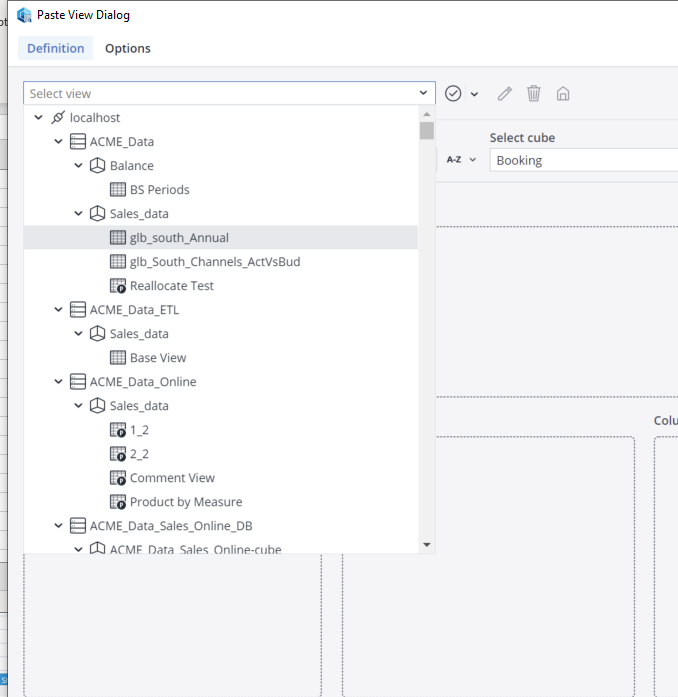 Paste View Dialog
Definition Options
Select view
localhost
ACME_Data
Select cube
A-Z
Booking
Balance
BS Periods
Sales_data
glb_south_Annual
glb_South_Channels_ActVsBud
Reallocate Test
ACME_Data_ETL
Sales_data
Base View
ACME_Data_Online
Sales_data
1_2
Colu
2_2
Comment View
Product by Measure
ACME_Data_Sales_Online_DB
ACME_Data_Sales_Online-cube